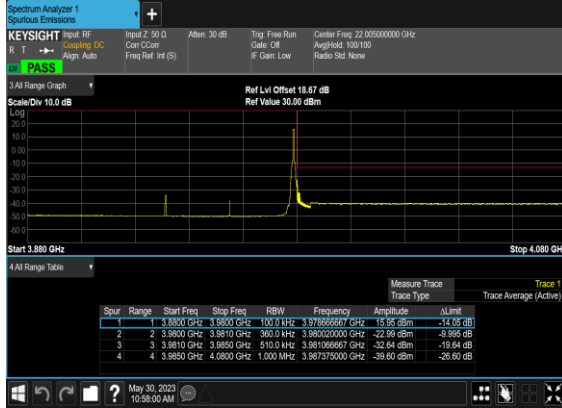 Spectrum Analyzer 1
Spurious Emissions
+
KEYSIGHT Input: RF Input Z: 50 Ω Atten: 30 dB Trig: Free Run Center Freq: 22.005000000 GHz
R T Coupling: DC Corr CCorr Gate: Off Avg|Hold: 100/100
Align: Auto Freq Ref: Int (S) IF Gain: Low Radio Std: None
PASS
3 All Range Graph
Ref Lvl Offset 18.67 dB
Scale/Div 10.0 dB Ref Value 30.00 dBm
Log
20.0
10.0
0.00
-10.0
-20.0
-30.0
-40.0
-50.0
-60.0
Start 3.880 GHz Stop 4.080 GH
4 All Range Table
Measure Trace Trace 1
Trace Type Trace Average (Active)
Spur Range Start Freq Stop Freq RBW Frequency Amplitude ΔLimit
1 1 3.8800 GHz 3.9800 GHz 100.0 kHz 3.978666667 GHz 15.95 dBm -14.05 dB
2 2 3.9800 GHz 3.9810 GHz 360.0 kHz 3.980020000 GHz -22.99 dBm -9.995 dB
3 3 3.9810 GHz 3.9850 GHz 510.0 kHz 3.981066667 GHz -32.64 dBm -19.64 dB
4 4 3.9850 GHz 4.0800 GHz 1.000 MHz 3.987375000 GHz -39.60 dBm -26.60 dB
? May 30, 2023
10:58:00 AM